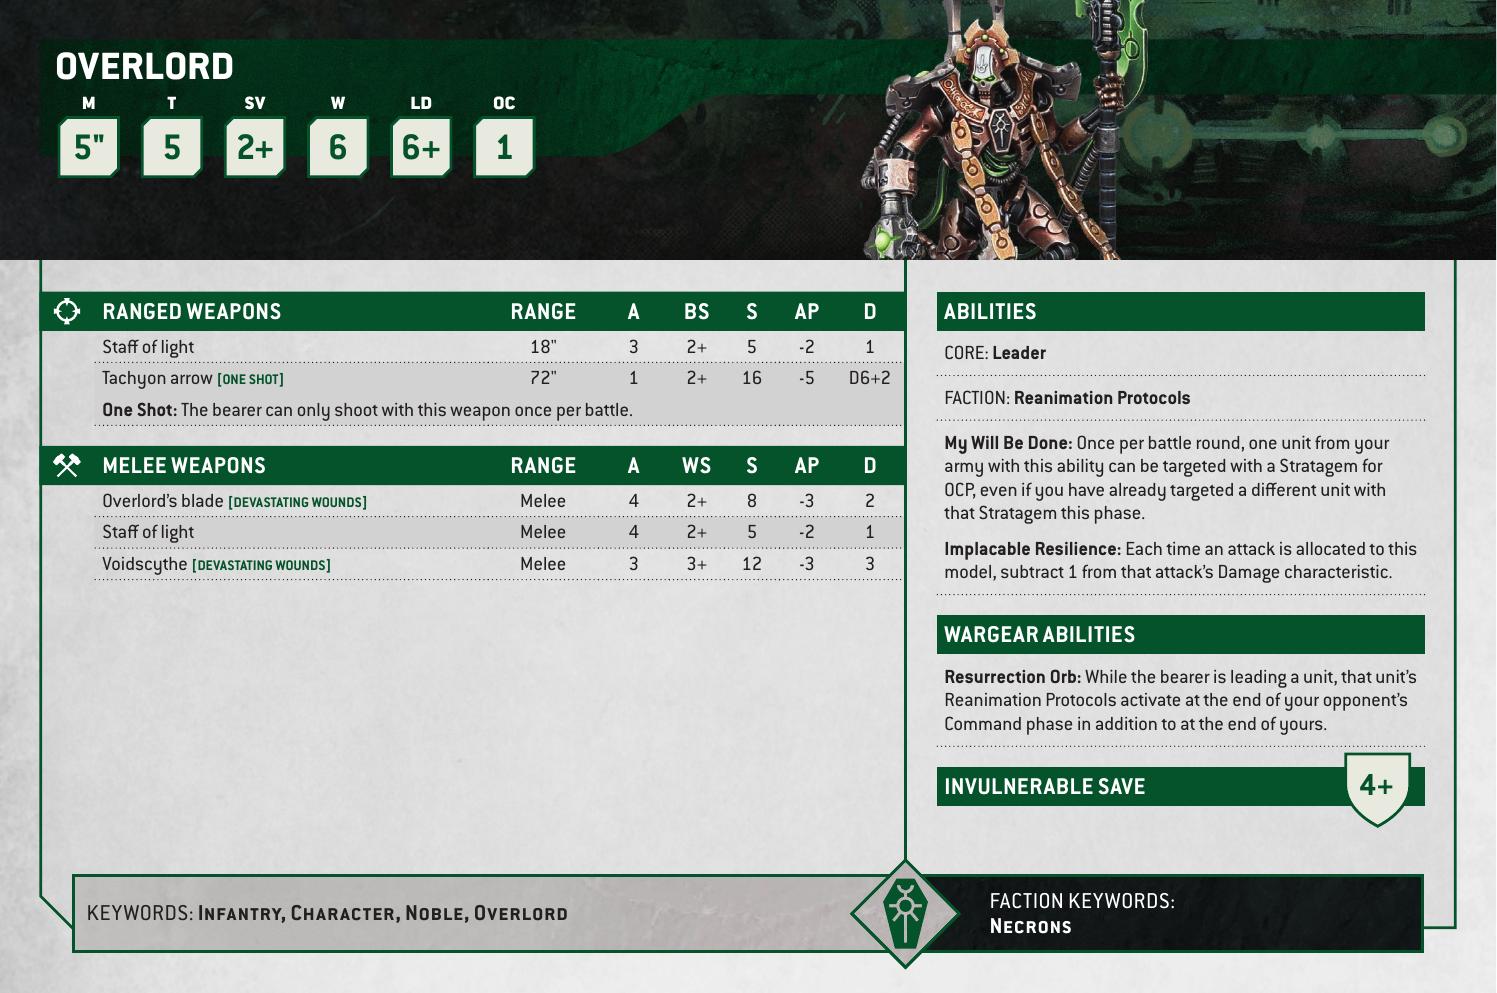 OVERLORD
M T SV W LD OC
5" 5 2+ 6 6+ 1
RANGED WEAPONS RANGE A BS S AP D
Staff of light 18" 3 2+ 5 -2 1
Tachyon arrow [ONE SHOT] 72" 1 2+ 16 -5 D6+2
One Shot: The bearer can only shoot with this weapon once per battle.
MELEE WEAPONS RANGE A WS S AP D
Overlord's blade [DEVASTATING WOUNDS] Melee 4 2+ 8 -3 2
Staff of light Melee 4 2+ 5 -2 1
Voidscythe [DEVASTATING WOUNDS] Melee 3 3+ 12 -3 3
ABILITIES
CORE: Leader
FACTION: Reanimation Protocols
My Will Be Done: Once per battle round, one unit from your
army with this ability can be targeted with a Stratagem for
0CP, even if you have already targeted a different unit with
that Stratagem this phase.
Implacable Resilience: Each time an attack is allocated to this
model, subtract 1 from that attack's Damage characteristic.
WARGEAR ABILITIES
Resurrection Orb: While the bearer is leading a unit, that unit's
Reanimation Protocols activate at the end of your opponent's
Command phase in addition to at the end of yours.
INVULNERABLE SAVE 4+
KEYWORDS: INFANTRY, CHARACTER, NOBLE, OVERLORD
FACTION KEYWORDS:
NECRONS